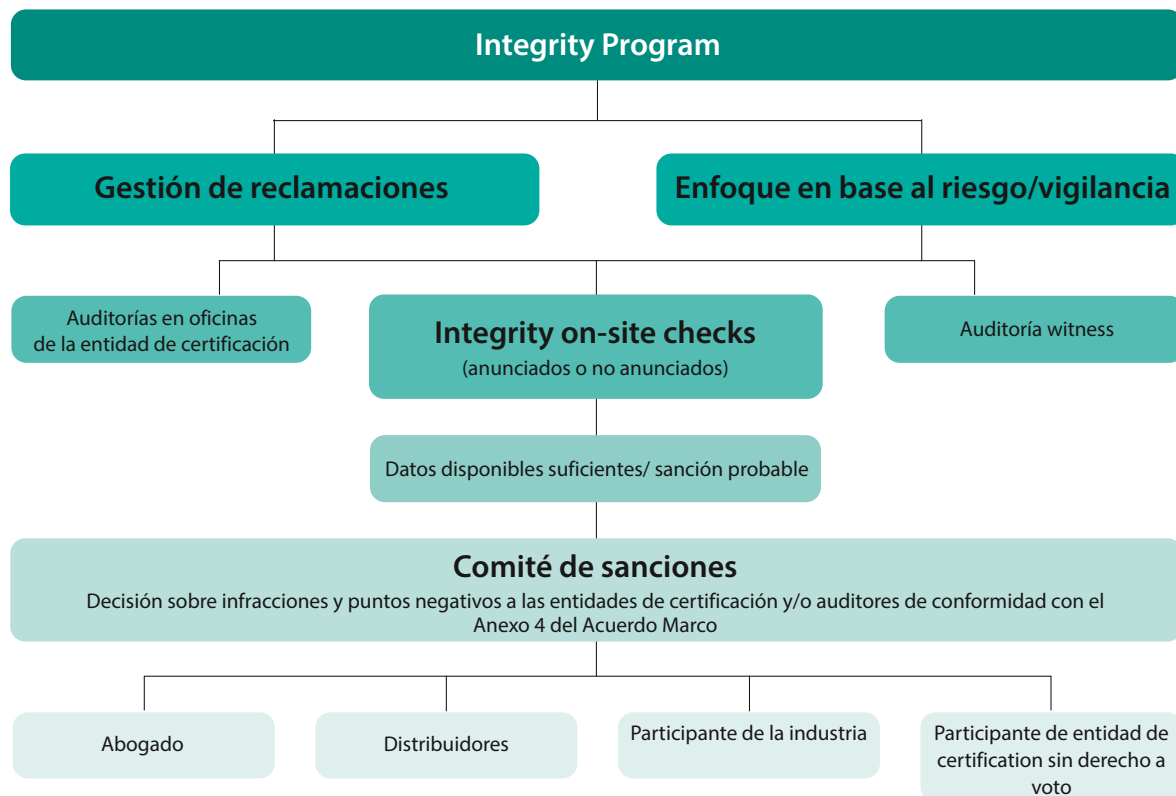 Integrity Program
Gestión de reclamaciones
Enfoque en base al riesgo/vigilancia
Auditorías en oficinas
de la entidad de certificación
Integrity on-site checks
(anunciados o no anunciados)
Auditoría witness
Datos disponibles suficientes/ sanción probable
Comité de sanciones
Decisión sobre infracciones y puntos negativos a las entidades de certificación y/o auditores de conformidad con el
Anexo 4 del Acuerdo Marco
Abogado
Distribuidores
Participante de la industria
Participante de entidad de
certification sin derecho a
voto